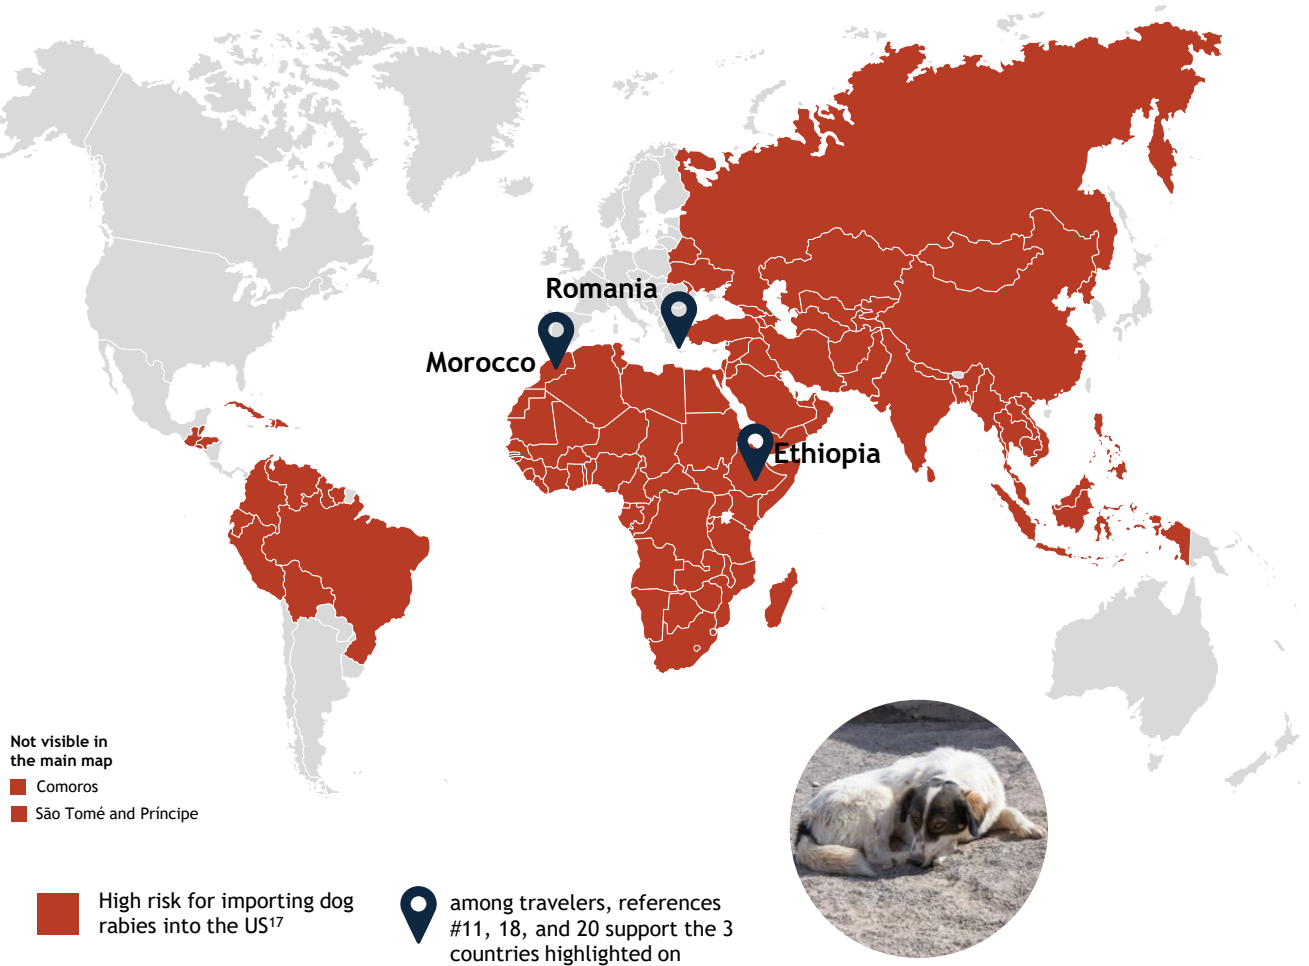 Romania
Morocco
Ethiopia
Not visible in
the main map
Comoros
São Tomé and Príncipe
High risk for importing dog
rabies into the US¹⁷
among travelers, references
#11, 18, and 20 support the 3
countries highlighted on